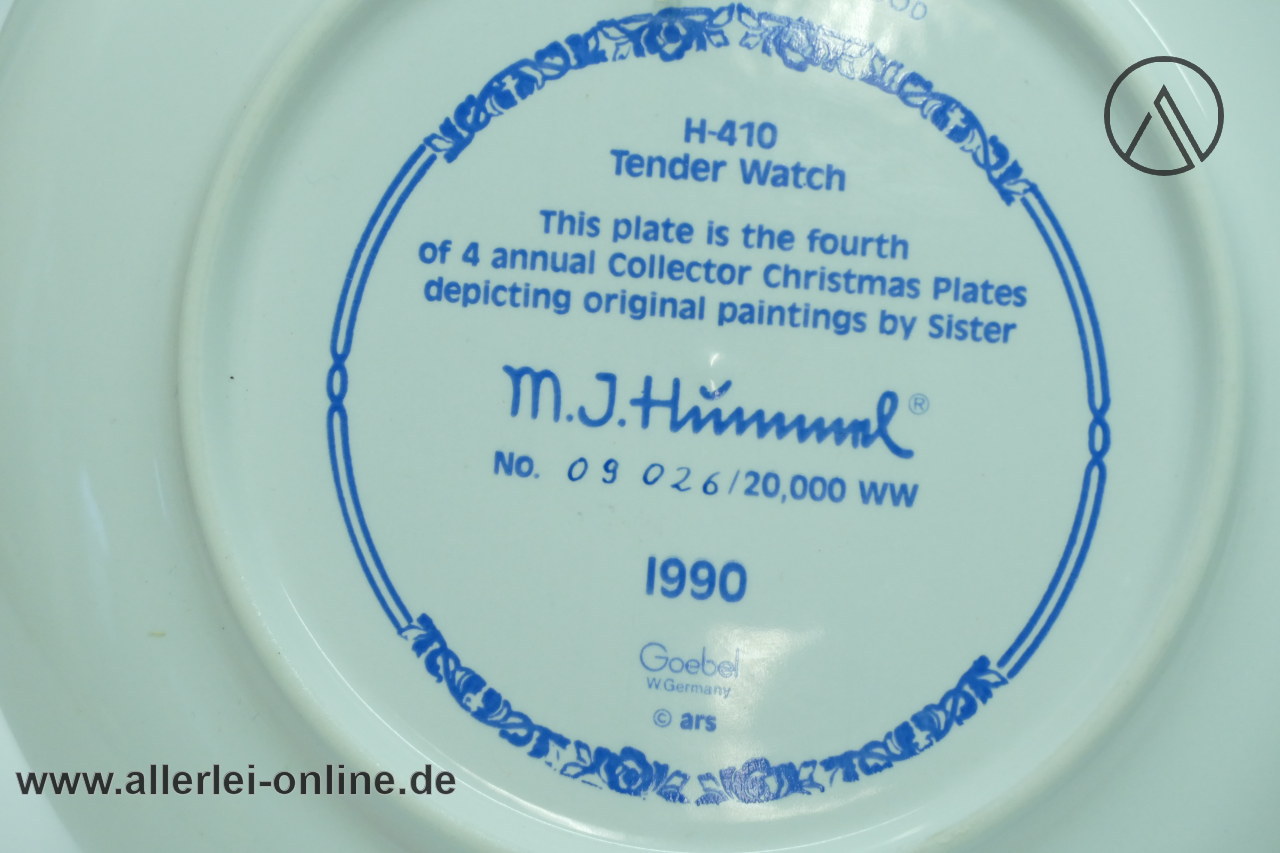 H-410
Tender Watch
This plate is the fourth
of 4 annual Collector Christmas Plates
depicting original paintings by Sister
M.J.Hummel®
No. 09 026/20,000 WW
1990
Goebel
W.Germany
© ars
www.allerlei-online.de